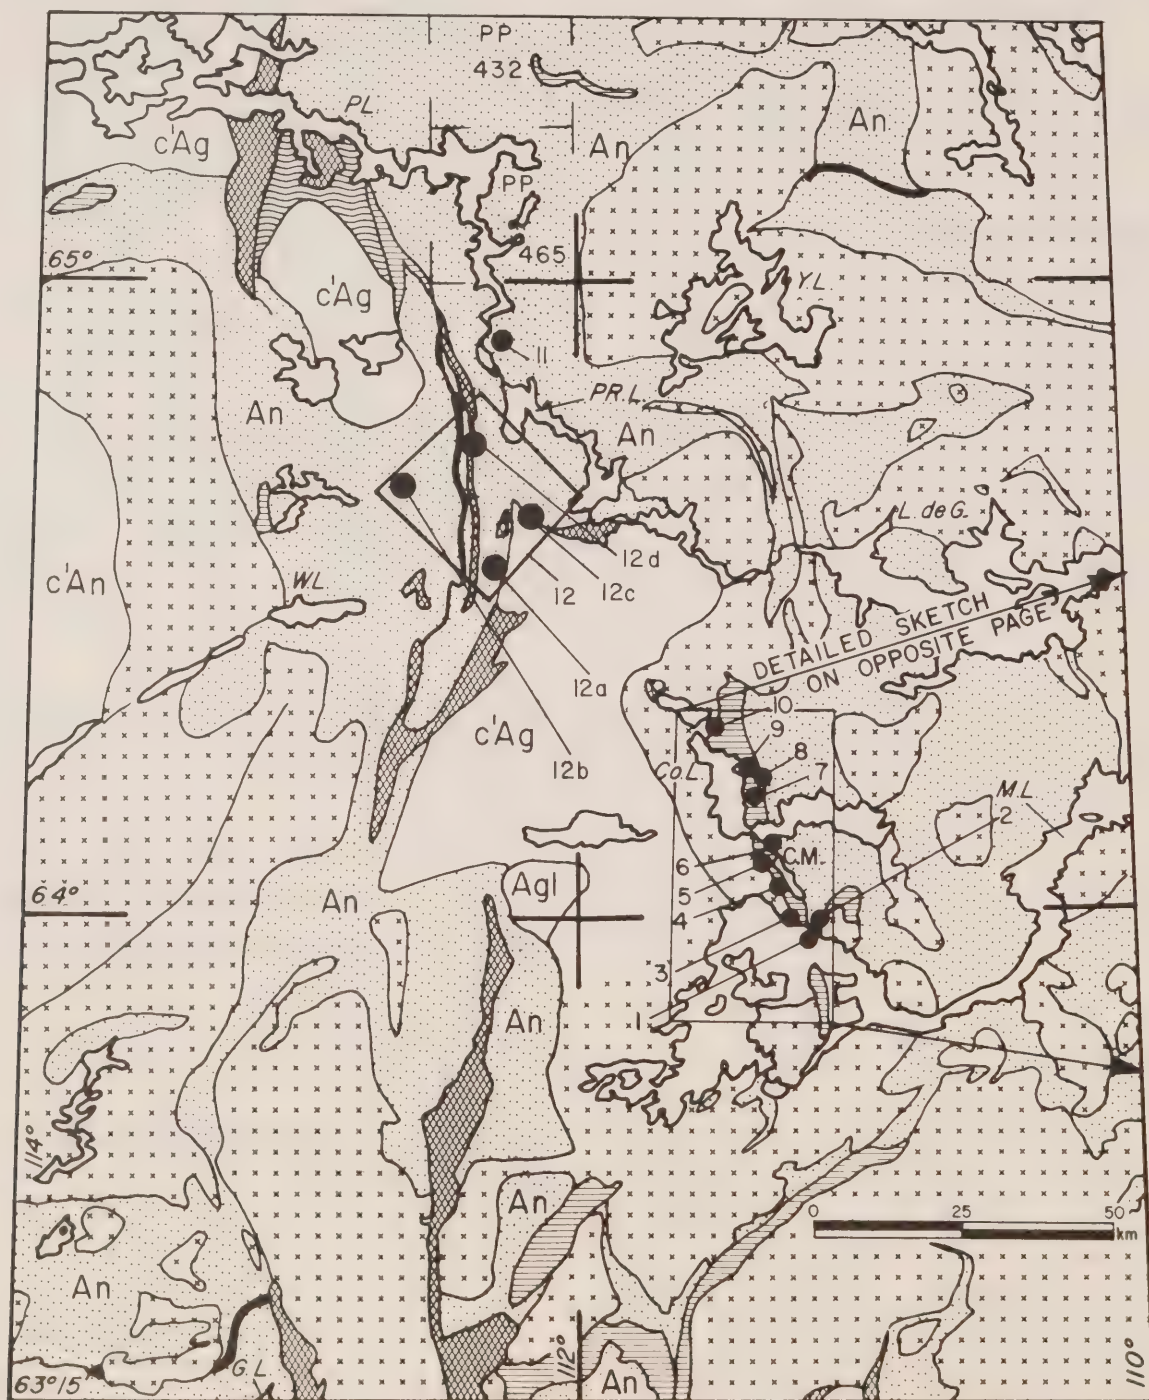 PP
432
PL
c'Ag
An
An
PP
465
65°
c'Ag
Y.L.
11
PR.L.
An
An
L. de G.
12d
c'An
WL
12
12c
DETAILED SKETCH
ON OPPOSITE PAGE
12a
10
c'Ag
9
8
12b
Co.L.
7
M.L.
2
C.M.
6
Agl
5
64°
An
4
3
An
1
114°
An
0
25
50
km
An
112°
110°
G.L.
An
63°15'